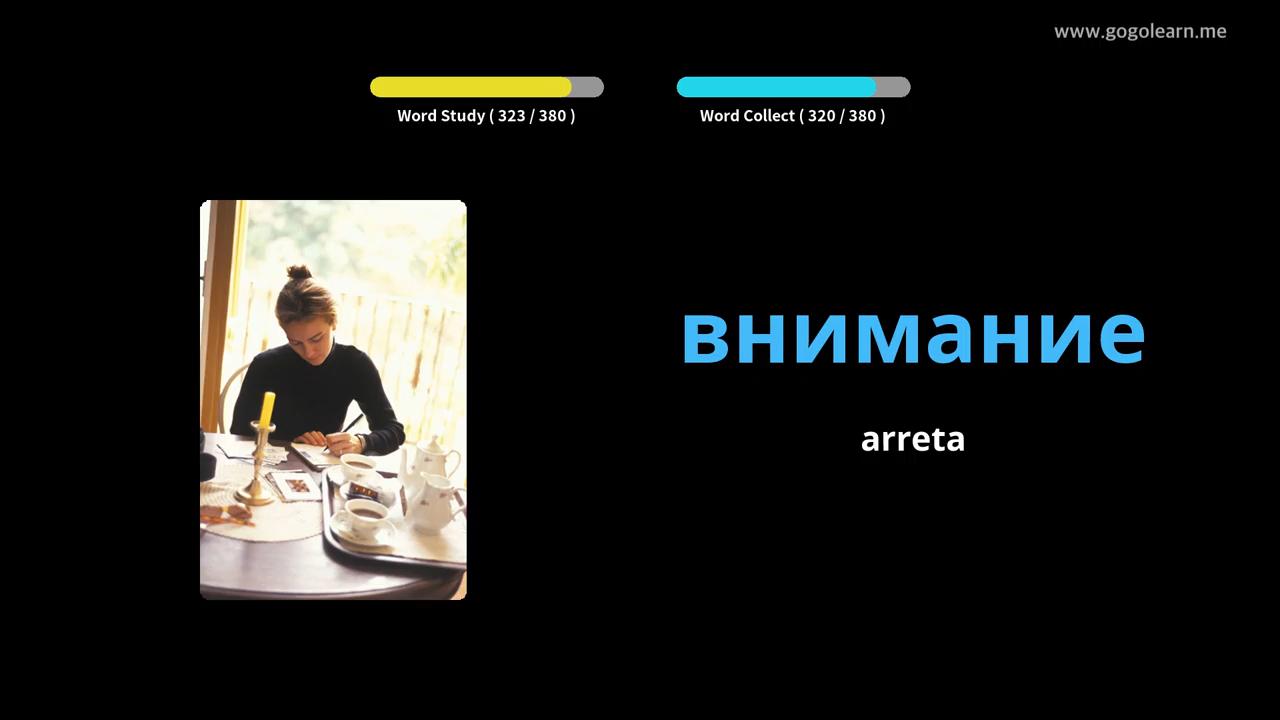 www.gogolearn.me
Word Study ( 323 / 380 )
Word Collect ( 320 / 380 )
внимание
arreta